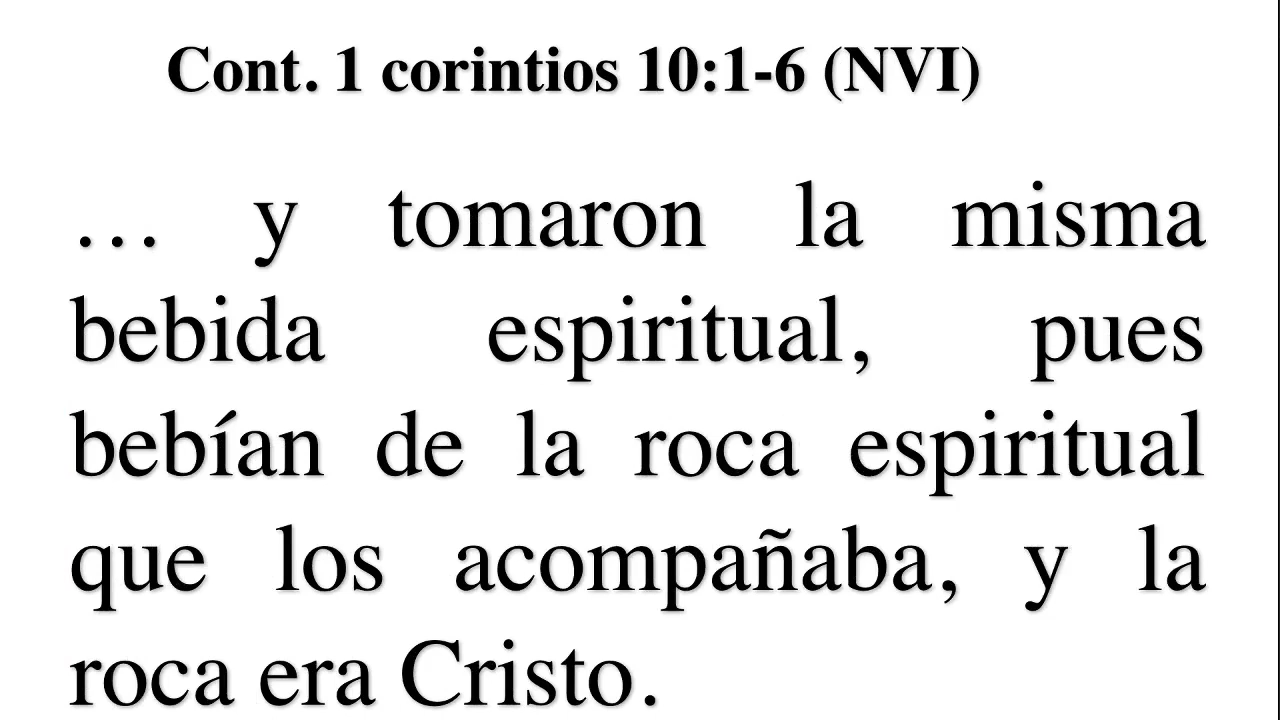 Cont. 1 corintios 10:1-6 (NVI)
… y tomaron la misma
bebida espiritual, pues
bebían de la roca espiritual
que los acompañaba, y la
roca era Cristo.